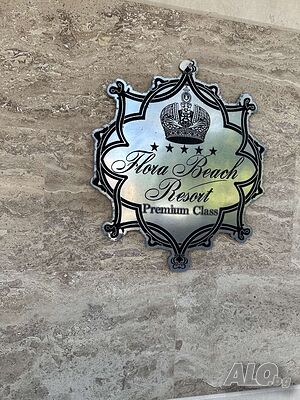 ★★★★★
Flora Beach
Resort
Premium Class
ALO.bg